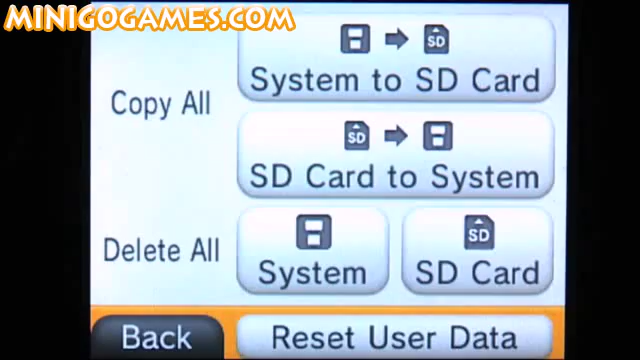 MINIGOGAMES.COM
Copy All
System to SD Card
SD
SD Card to System
SD
Delete All
System
SD Card
SD
Back
Reset User Data